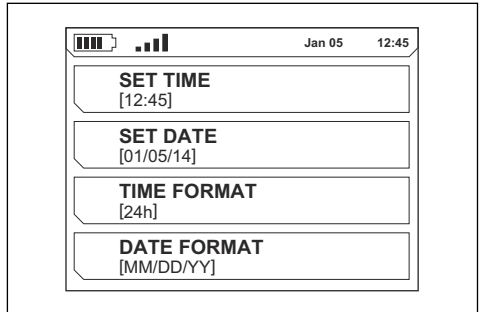 Jan 05 12:45
SET TIME
[12:45]
SET DATE
[01/05/14]
TIME FORMAT
[24h]
DATE FORMAT
[MM/DD/YY]